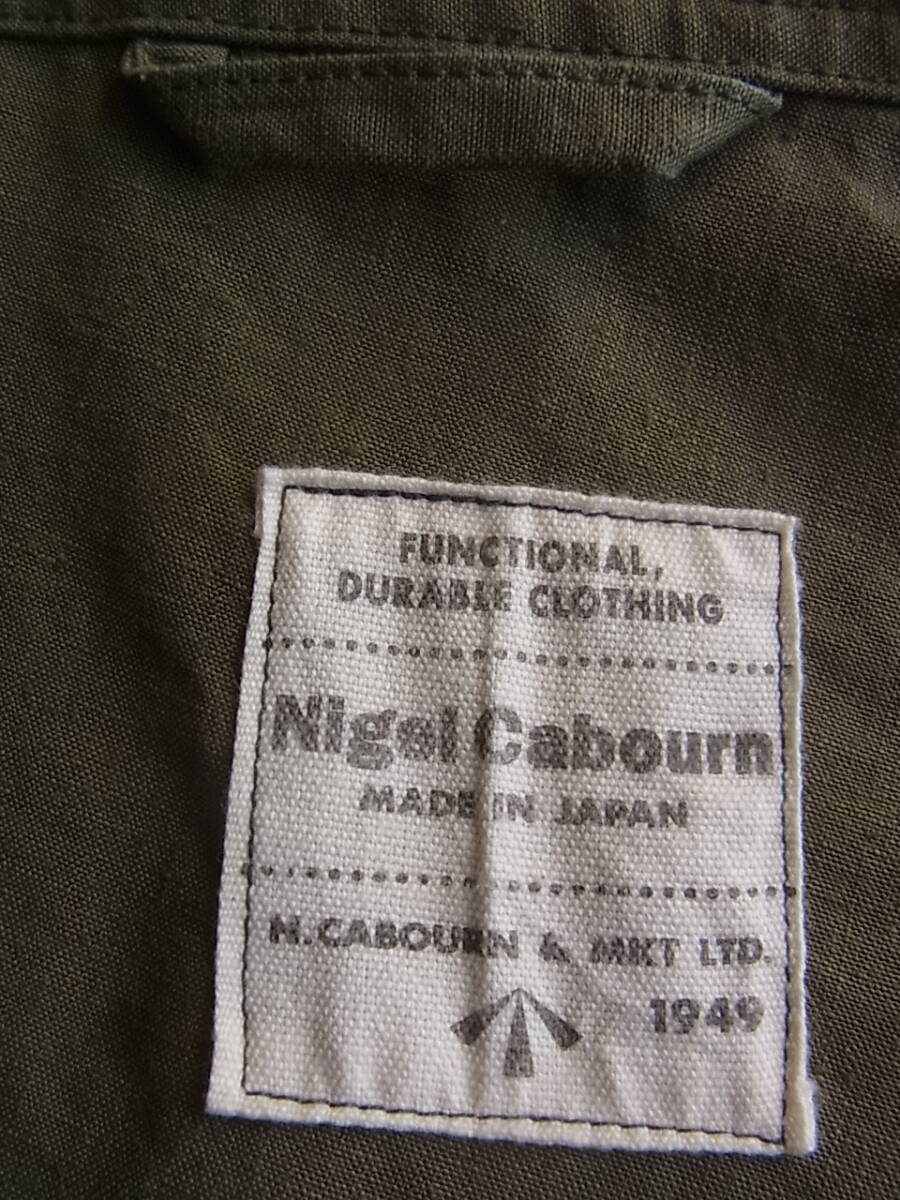 FUNCTIONAL,
DURABLE CLOTHING
Nigel Cabourn
MADE IN JAPAN
N.CABOURN & MKT LTD.
1949